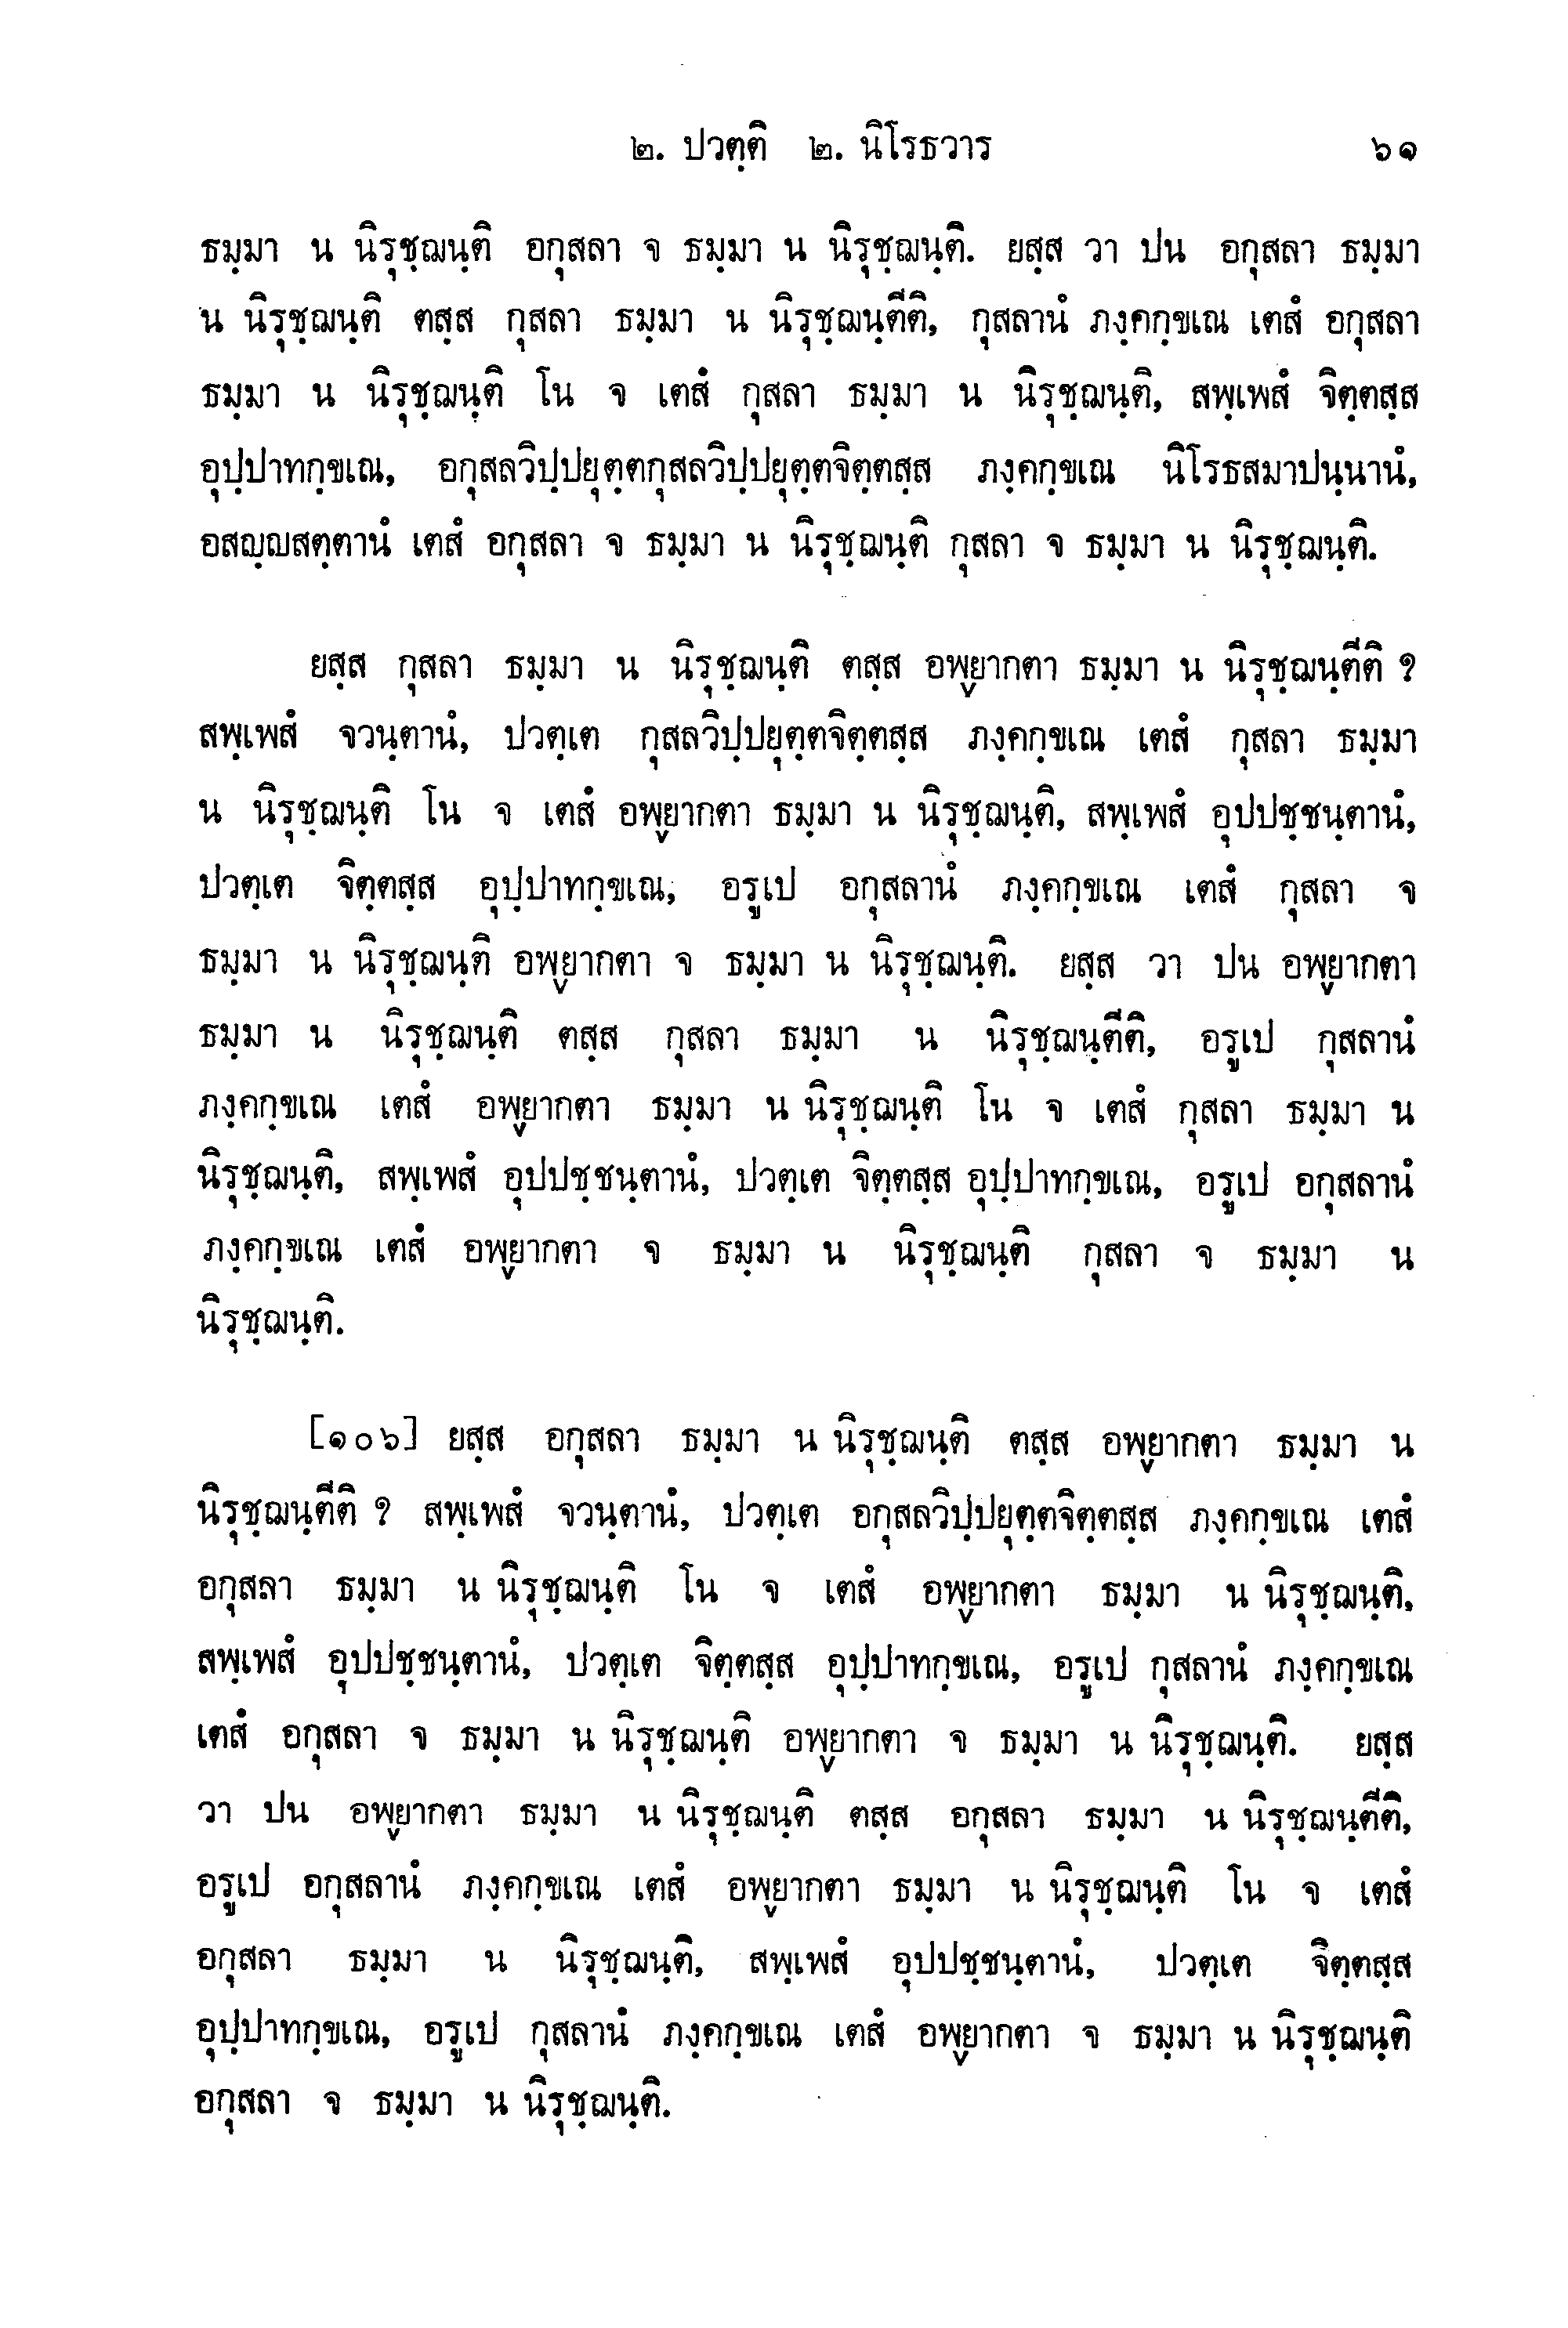 ๒. ปวตฺติ ๒. นิโรธวาร ๖๑
ธมฺมา น นิรุชฺฌนฺติ อกุสลา จ ธมฺมา น นิรุชฺฌนฺติ. ยสฺส วา ปน อกุสลา ธมฺมา
น นิรุชฺฌนฺติ ตสฺส กุสลา ธมฺมา น นิรุชฺฌนฺตีติ, กุสลานํ ภงฺคกฺขเณ เตสํ อกุสลา
ธมฺมา น นิรุชฺฌนฺติ โน จ เตสํ กุสลา ธมฺมา น นิรุชฺฌนฺติ, สพฺเพสํ จิตฺตสฺส
อุปฺปาทกฺขเณ, อกุสลวิปฺปยุตฺตกุสลวิปฺปยุตฺตจิตฺตสฺส ภงฺคกฺขเณ นิโรธสมาปนฺนานํ,
อสญฺญสตฺตานํ เตสํ อกุสลา จ ธมฺมา น นิรุชฺฌนฺติ กุสลา จ ธมฺมา น นิรุชฺฌนฺติ.
ยสฺส กุสลา ธมฺมา น นิรุชฺฌนฺติ ตสฺส อพฺยากตา ธมฺมา น นิรุชฺฌนฺตีติ ?
สพฺเพสํ จวนฺตานํ, ปวตฺเต กุสลวิปฺปยุตฺตจิตฺตสฺส ภงฺคกฺขเณ เตสํ กุสลา ธมฺมา
น นิรุชฺฌนฺติ โน จ เตสํ อพฺยากตา ธมฺมา น นิรุชฺฌนฺติ, สพฺเพสํ อุปปชฺชนฺตานํ,
ปวตฺเต จิตฺตสฺส อุปฺปาทกฺขเณ, อรูเป อกุสลานํ ภงฺคกฺขเณ เตสํ กุสลา จ
ธมฺมา น นิรุชฺฌนฺติ อพฺยากตา จ ธมฺมา น นิรุชฺฌนฺติ. ยสฺส วา ปน อพฺยากตา
ธมฺมา น นิรุชฺฌนฺติ ตสฺส กุสลา ธมฺมา น นิรุชฺฌนฺตีติ, อรูเป กุสลานํ
ภงฺคกฺขเณ เตสํ อพฺยากตา ธมฺมา น นิรุชฺฌนฺติ โน จ เตสํ กุสลา ธมฺมา น
นิรุชฺฌนฺติ, สพฺเพสํ อุปปชฺชนฺตานํ, ปวตฺเต จิตฺตสฺส อุปฺปาทกฺขเณ, อรูเป อกุสลานํ
ภงฺคกฺขเณ เตสํ อพฺยากตา จ ธมฺมา น นิรุชฺฌนฺติ กุสลา จ ธมฺมา น
นิรุชฺฌนฺติ.
[๑๐๖] ยสฺส อกุสลา ธมฺมา น นิรุชฺฌนฺติ ตสฺส อพฺยากตา ธมฺมา น
นิรุชฺฌนฺตีติ ? สพฺเพสํ จวนฺตานํ, ปวตฺเต อกุสลวิปฺปยุตฺตจิตฺตสฺส ภงฺคกฺขเณ เตสํ
อกุสลา ธมฺมา น นิรุชฺฌนฺติ โน จ เตสํ อพฺยากตา ธมฺมา น นิรุชฺฌนฺติ,
สพฺเพสํ อุปปชฺชนฺตานํ, ปวตฺเต จิตฺตสฺส อุปฺปาทกฺขเณ, อรูเป กุสลานํ ภงฺคกฺขเณ
เตสํ อกุสลา จ ธมฺมา น นิรุชฺฌนฺติ อพฺยากตา จ ธมฺมา น นิรุชฺฌนฺติ. ยสฺส
วา ปน อพฺยากตา ธมฺมา น นิรุชฺฌนฺติ ตสฺส อกุสลา ธมฺมา น นิรุชฺฌนฺตีติ,
อรูเป อกุสลานํ ภงฺคกฺขเณ เตสํ อพฺยากตา ธมฺมา น นิรุชฺฌนฺติ โน จ เตสํ
อกุสลา ธมฺมา น นิรุชฺฌนฺติ, สพฺเพสํ อุปปชฺชนฺตานํ, ปวตฺเต จิตฺตสฺส
อุปฺปาทกฺขเณ, อรูเป กุสลานํ ภงฺคกฺขเณ เตสํ อพฺยากตา จ ธมฺมา น นิรุชฺฌนฺติ
อกุสลา จ ธมฺมา น นิรุชฺฌนฺติ.